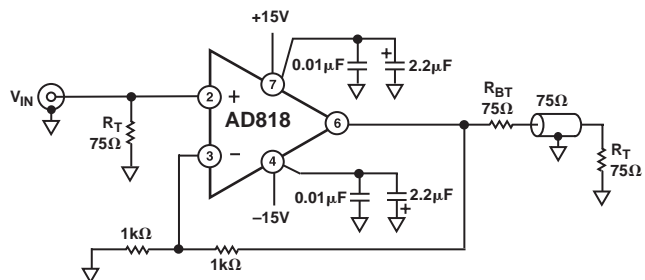 +15V
0.01µF
+
2.2µF
7
VIN
2
+
AD818
6
RT
75Ω
3
−
4
RBT
75Ω
75Ω
RT
75Ω
0.01µF
2.2µF
+
−15V
1kΩ
1kΩ